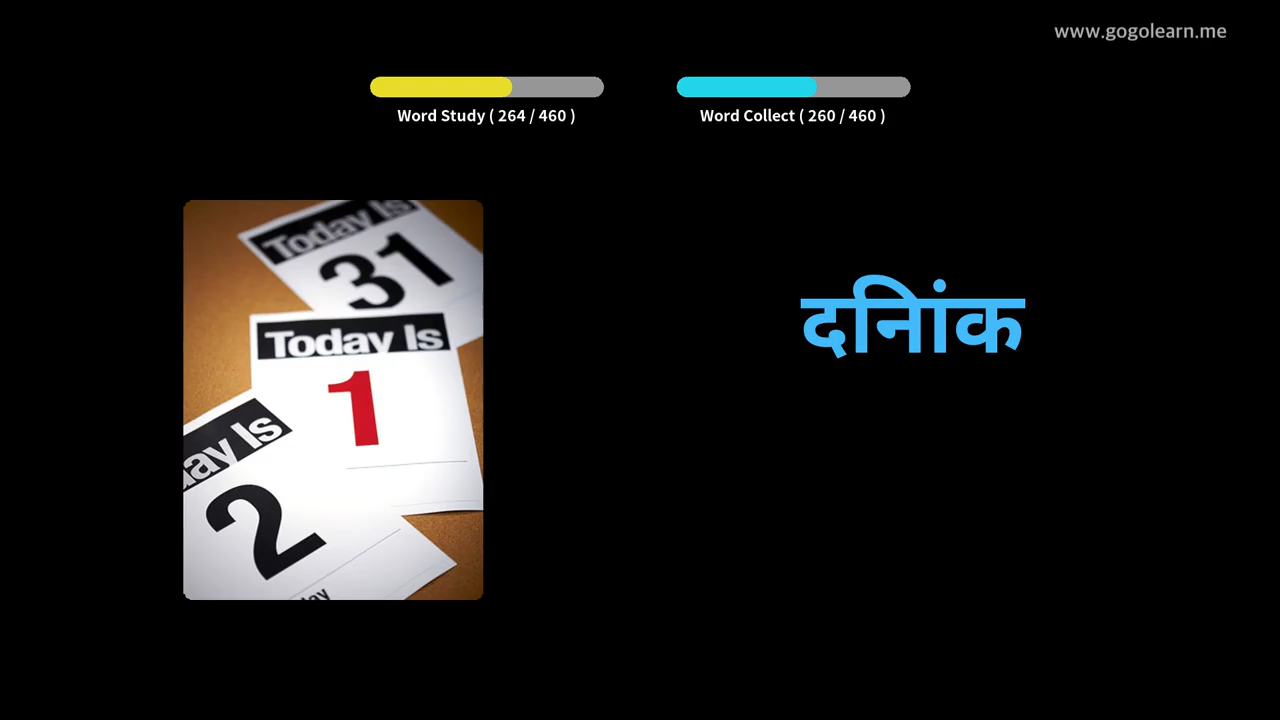 www.gogolearn.me
Word Study ( 264 / 460 )
Word Collect ( 260 / 460 )
Today Is
31
Today Is
1
day Is
2
दनिांक